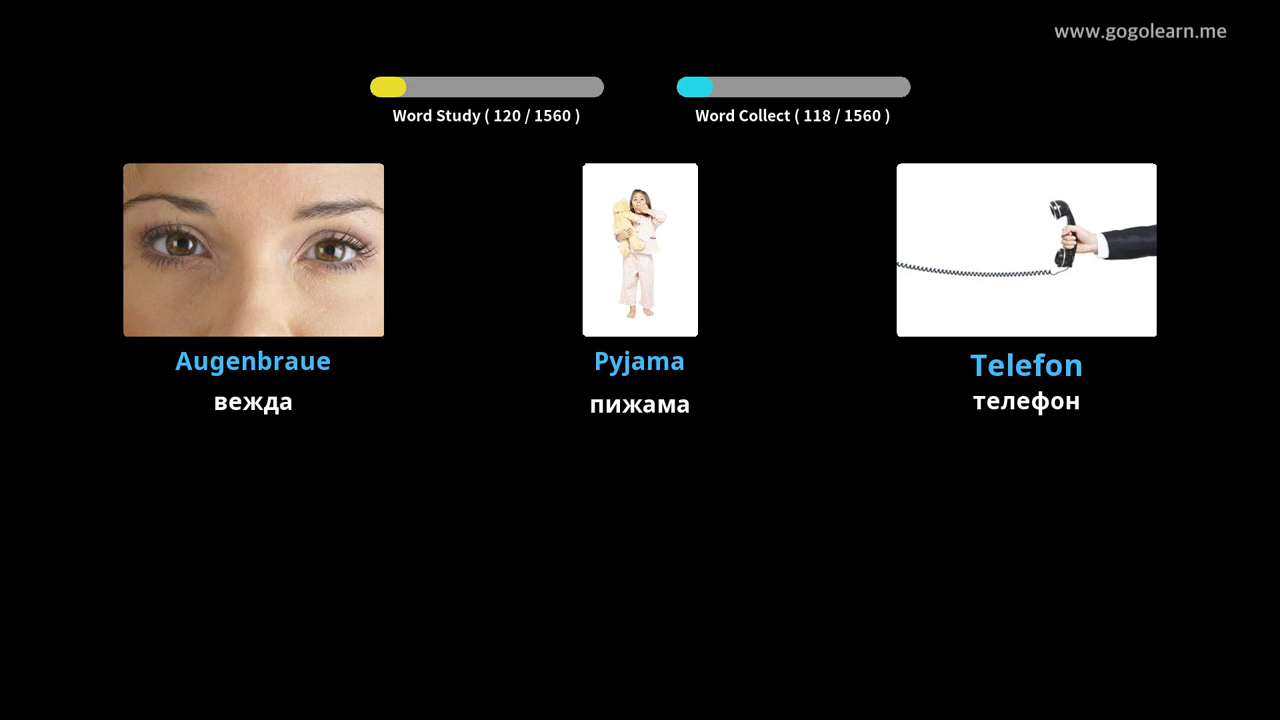 www.gogolearn.me
Word Study ( 120 / 1560 )
Word Collect ( 118 / 1560 )
Augenbraue
вежда
Pyjama
пижама
Telefon
телефон